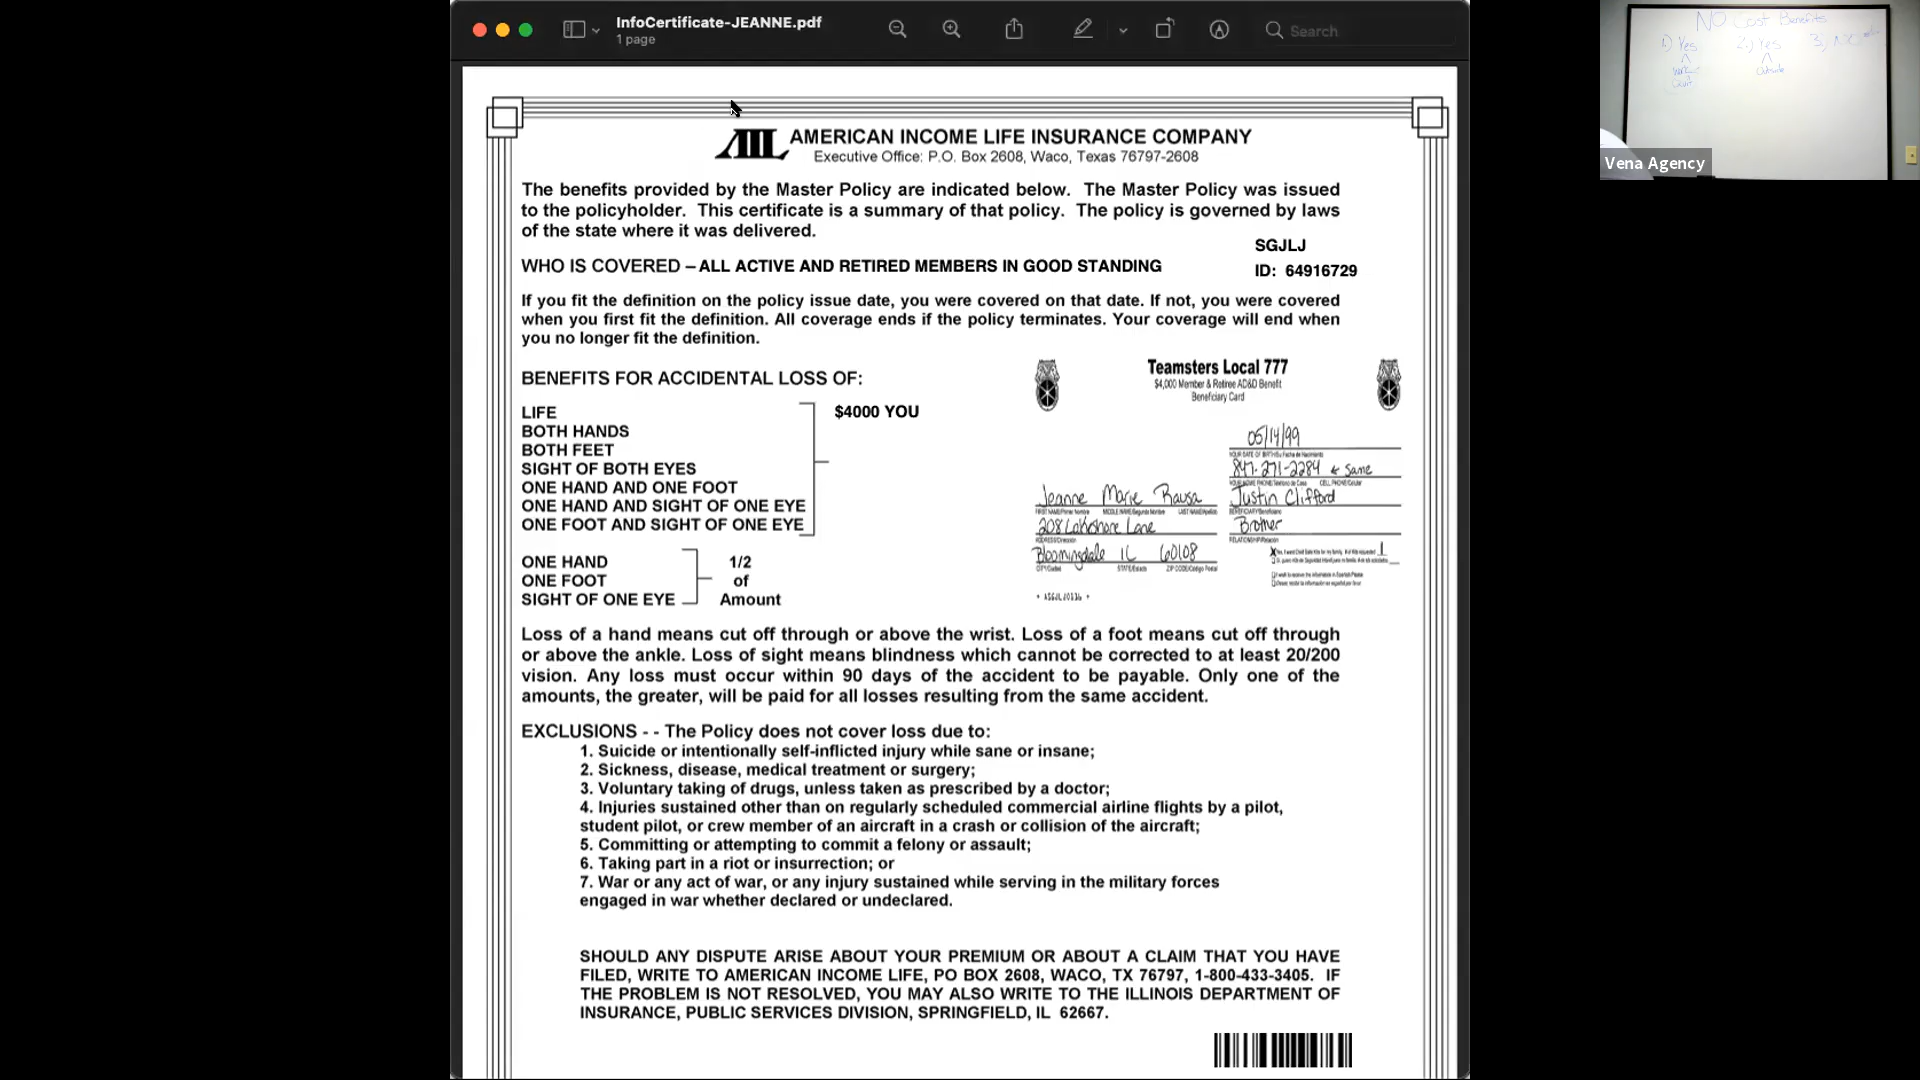 InfoCertificate-JEANNE.pdf
1 page
Search
AIL AMERICAN INCOME LIFE INSURANCE COMPANY
Executive Office: P.O. Box 2608, Waco, Texas 76797-2608
The benefits provided by the Master Policy are indicated below. The Master Policy was issued
to the policyholder. This certificate is a summary of that policy. The policy is governed by laws
of the state where it was delivered.
SGJLJ
WHO IS COVERED – ALL ACTIVE AND RETIRED MEMBERS IN GOOD STANDING
ID: 64916729
If you fit the definition on the policy issue date, you were covered on that date. If not, you were covered
when you first fit the definition. All coverage ends if the policy terminates. Your coverage will end when
you no longer fit the definition.
BENEFITS FOR ACCIDENTAL LOSS OF:
LIFE
BOTH HANDS
BOTH FEET
SIGHT OF BOTH EYES
ONE HAND AND ONE FOOT
ONE HAND AND SIGHT OF ONE EYE
ONE FOOT AND SIGHT OF ONE EYE
$4000 YOU
ONE HAND
ONE FOOT
SIGHT OF ONE EYE
1/2
of
Amount
Teamsters Local 777
$4,000 Member & Retiree AD&D Benefit
Beneficiary Card
05/14/99
847-271-2284 ← Same
Jeanne Marie Rausa
Justin Clifford
208 Lakeshore Lane
Brother
Bloomingdale IL 60108
Loss of a hand means cut off through or above the wrist. Loss of a foot means cut off through
or above the ankle. Loss of sight means blindness which cannot be corrected to at least 20/200
vision. Any loss must occur within 90 days of the accident to be payable. Only one of the
amounts, the greater, will be paid for all losses resulting from the same accident.
EXCLUSIONS - - The Policy does not cover loss due to:
1. Suicide or intentionally self-inflicted injury while sane or insane;
2. Sickness, disease, medical treatment or surgery;
3. Voluntary taking of drugs, unless taken as prescribed by a doctor;
4. Injuries sustained other than on regularly scheduled commercial airline flights by a pilot,
student pilot, or crew member of an aircraft in a crash or collision of the aircraft;
5. Committing or attempting to commit a felony or assault;
6. Taking part in a riot or insurrection; or
7. War or any act of war, or any injury sustained while serving in the military forces
engaged in war whether declared or undeclared.
SHOULD ANY DISPUTE ARISE ABOUT YOUR PREMIUM OR ABOUT A CLAIM THAT YOU HAVE
FILED, WRITE TO AMERICAN INCOME LIFE, PO BOX 2608, WACO, TX 76797, 1-800-433-3405. IF
THE PROBLEM IS NOT RESOLVED, YOU MAY ALSO WRITE TO THE ILLINOIS DEPARTMENT OF
INSURANCE, PUBLIC SERVICES DIVISION, SPRINGFIELD, IL 62667.
NO Cost Benefits
1) Yes 2) Yes 3) NO
Outside
Vena Agency